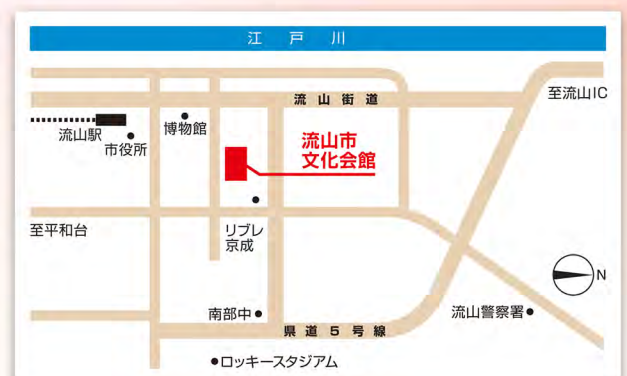 江戸川
流山街道
至流山IC
流山駅
市役所
博物館
流山市
文化会館
至平和台
リブレ
京成
N
南部中
流山警察署
県道5号線
ロッキースタジアム